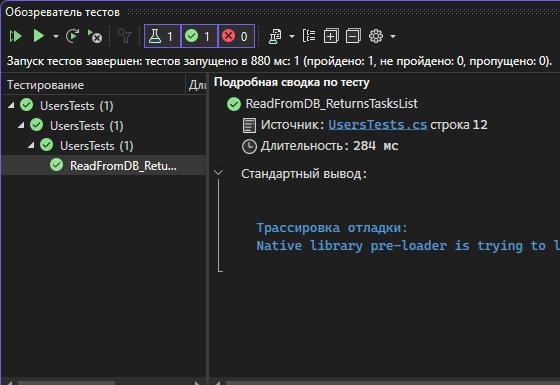 Обозреватель тестов
1 1 0
Запуск тестов завершен: тестов запущено в 880 мс: 1 (пройдено: 1, не пройдено: 0, пропущено: 0).
Тестирование
UsersTests (1)
UsersTests (1)
UsersTests (1)
ReadFromDB_Retu...
Подробная сводка по тесту
ReadFromDB_ReturnsTasksList
Источник: UsersTests.cs строка 12
Длительность: 284 мс
Стандартный вывод:
Трассировка отладки:
Native library pre-loader is trying to